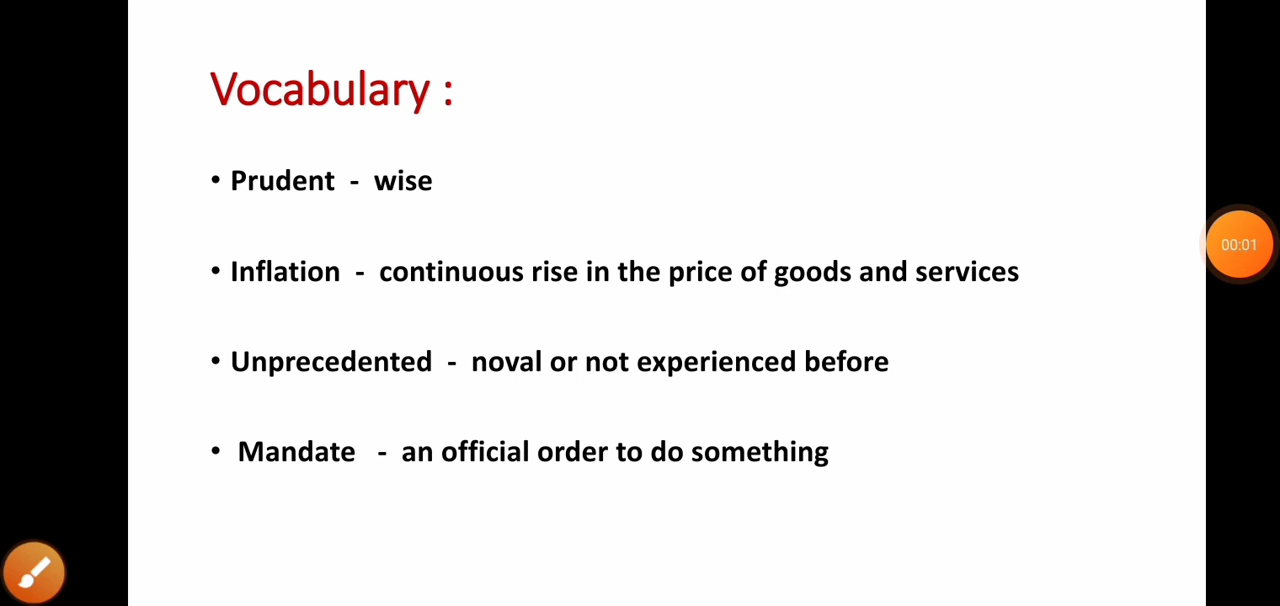 Vocabulary :
• Prudent - wise
• Inflation - continuous rise in the price of goods and services
00:01
• Unprecedented - noval or not experienced before
• Mandate - an official order to do something